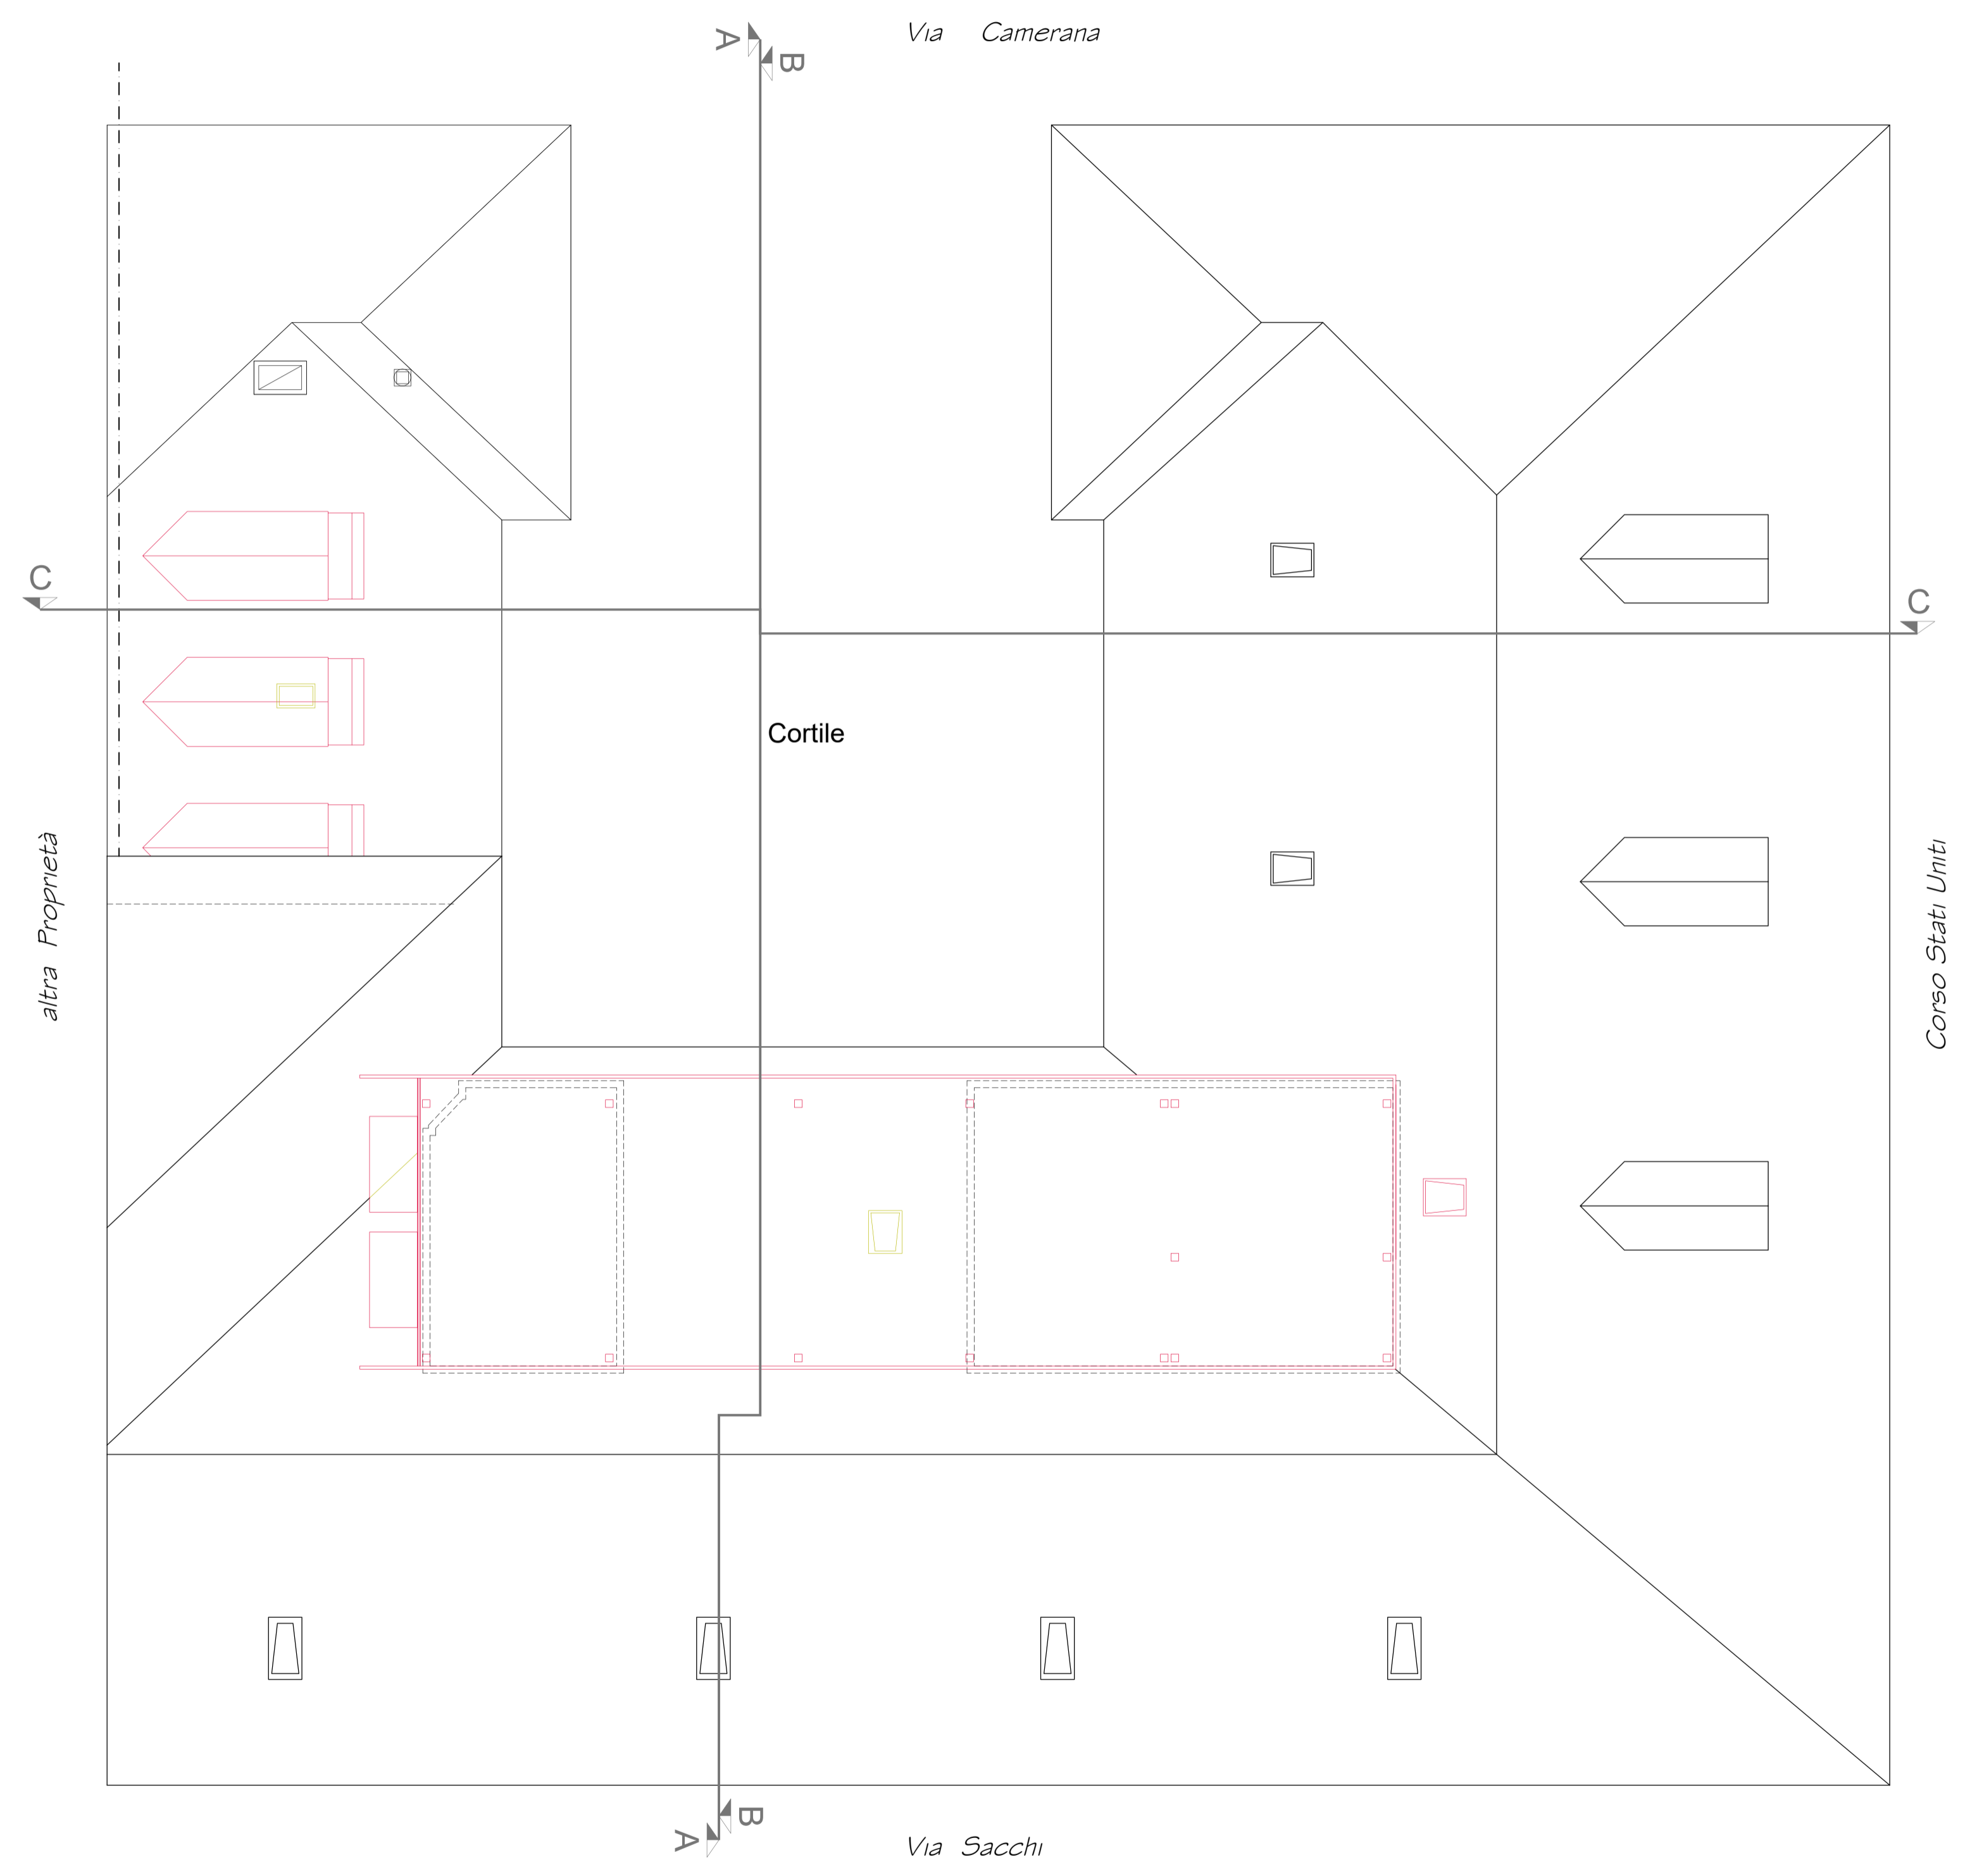 Via Camerana
A
B
C
C
Cortile
altra Proprietà
Corso Stati Uniti
B
A
Via Sacchi